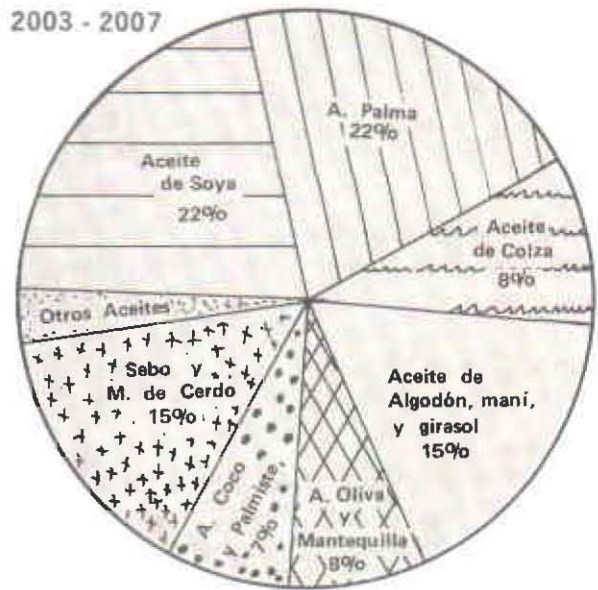 2003 - 2007
A. Palma
22%
Aceite
de Soya
22%
Aceite
de Colza
8%
Otros Aceites
Sebo y
M. de Cerdo
15%
Aceite de
Algodón, maní,
y girasol
15%
A. Coco
y Palmiste,
7%
A. Oliva
y
Mantequilla
8%